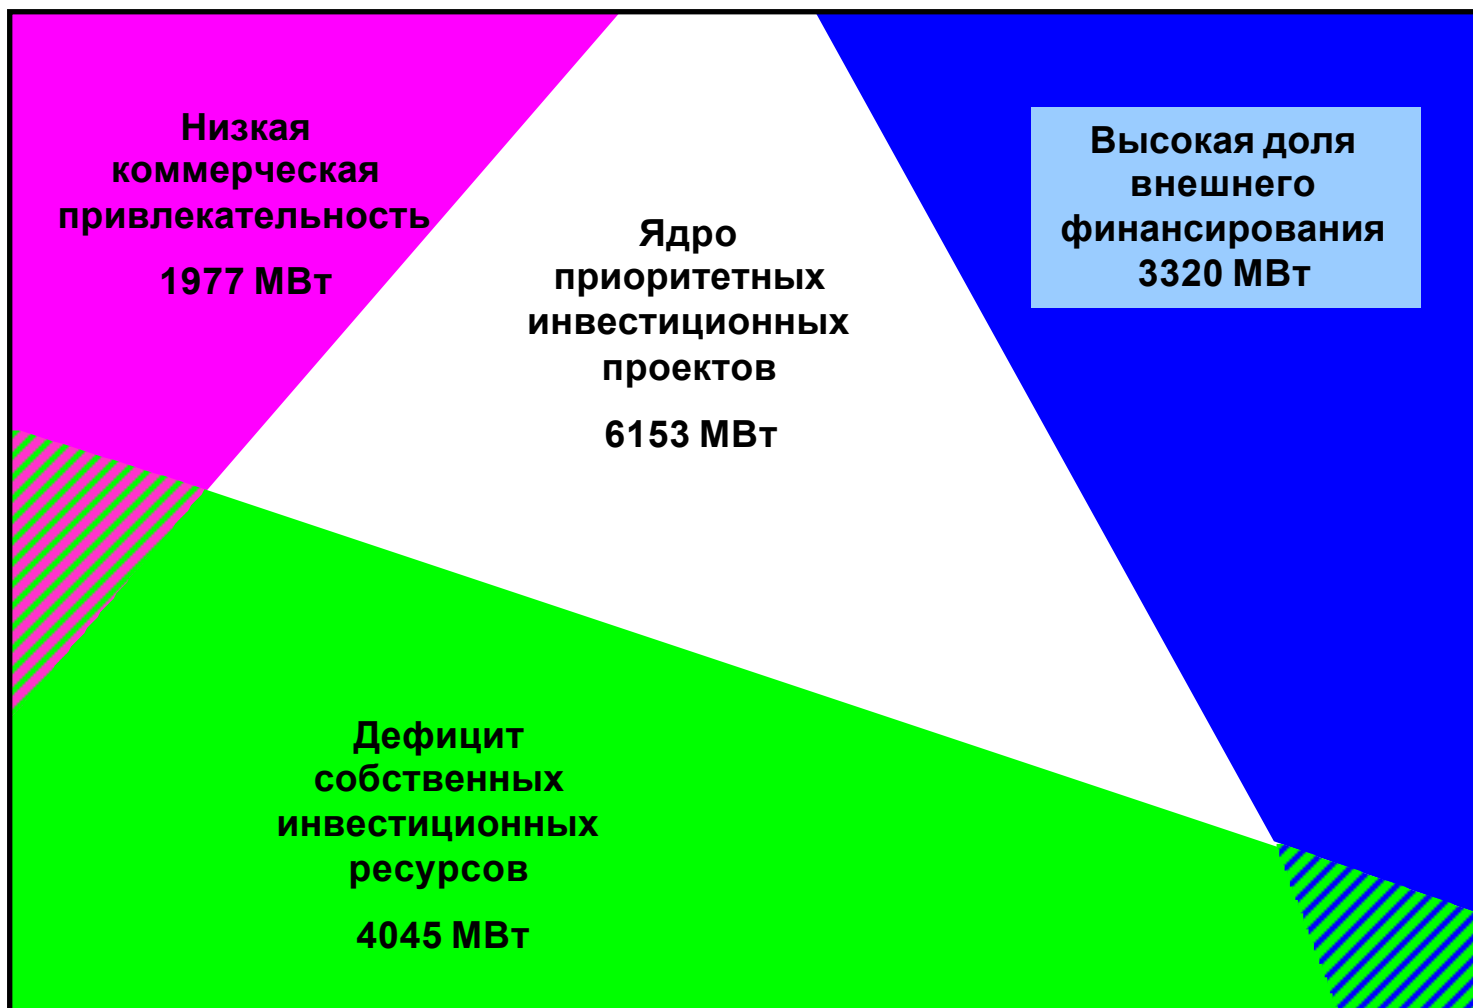 Низкая
коммерческая
привлекательность
1977 МВт
Ядро
приоритетных
инвестиционных
проектов
6153 МВт
Высокая доля
внешнего
финансирования
3320 МВт
Дефицит
собственных
инвестиционных
ресурсов
4045 МВт